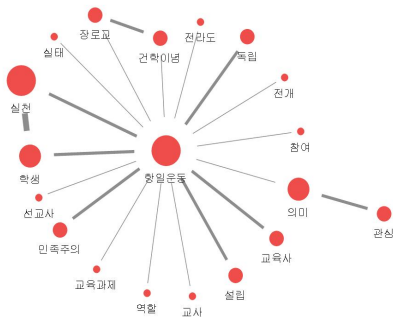 장로교
전라도
실태
건학이념
독립
실천
전개
참여
학생
항일운동
선교사
의미
관심
민족주의
교육사
교육과제
설립
역할
교사